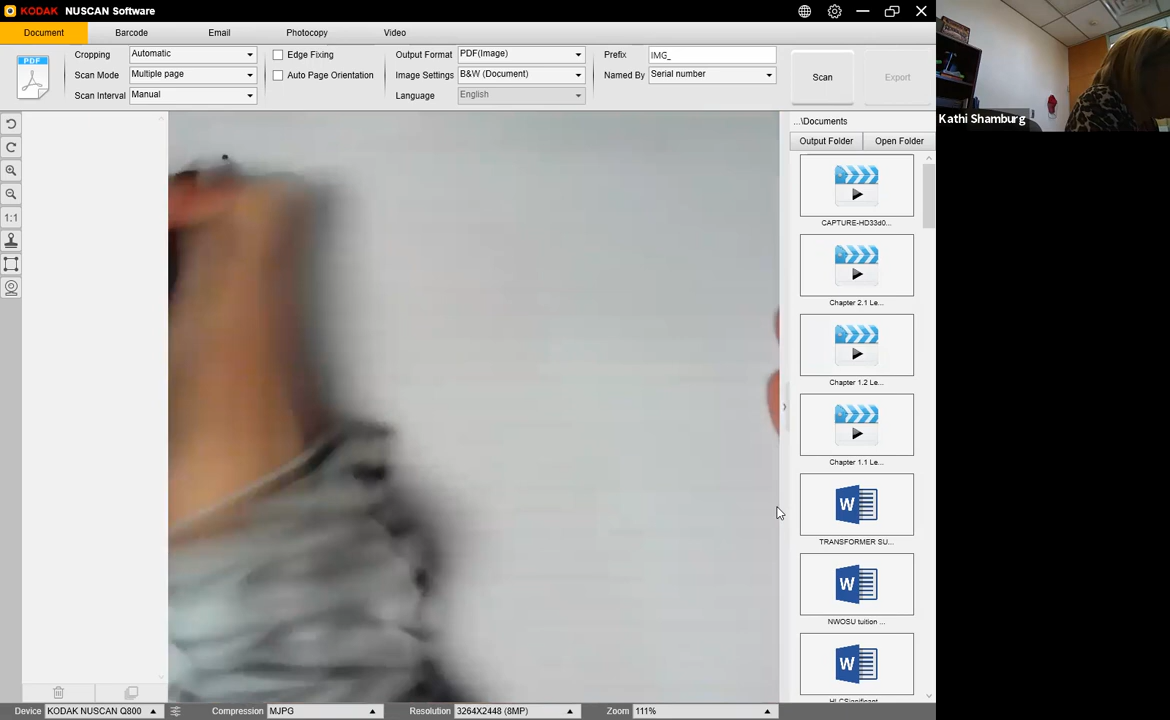 KODAK NUSCAN Software
Document
Barcode
Email
Photocopy
Video
PDF
Cropping
Automatic
Edge Fixing
Output Format
PDF(Image)
Prefix
IMG_
Scan
Export
Scan Mode
Multiple page
Auto Page Orientation
Image Settings
B&W (Document)
Named By
Serial number
Scan Interval
Manual
Language
English
Kathi Shamburg
...\Documents
Output Folder
Open Folder
1:1
CAPTURE-HD33d0...
Chapter 2.1 Le...
Chapter 1.2 Le...
Chapter 1.1 Le...
W
TRANSFORMER SU...
W
NWOSU tuition ...
W
Device
KODAK NUSCAN Q800
Compression
MJPG
Resolution
3264X2448 (8MP)
Zoom
111%